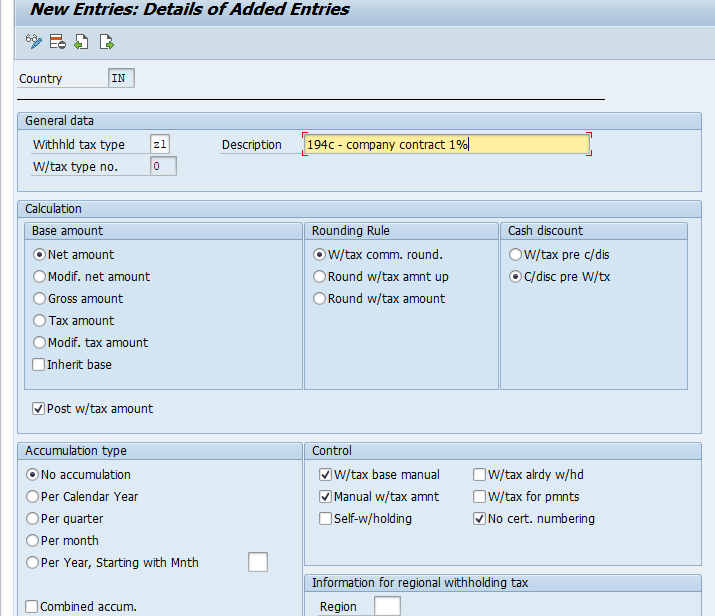 New Entries: Details of Added Entries
Country IN
General data
Withhld tax type z1 Description 194c - company contract 1%
W/tax type no. 0
Calculation
Base amount Rounding Rule Cash discount
Net amount W/tax comm. round. W/tax pre c/dis
Modif. net amount Round w/tax amnt up C/disc pre W/tx
Gross amount Round w/tax amount
Tax amount
Modif. tax amount
Inherit base
Post w/tax amount
Accumulation type Control
No accumulation W/tax base manual W/tax alrdy w/hd
Per Calendar Year Manual w/tax amnt W/tax for pmnts
Per quarter Self-w/holding No cert. numbering
Per month
Per Year, Starting with Mnth
Information for regional withholding tax
Combined accum. Region